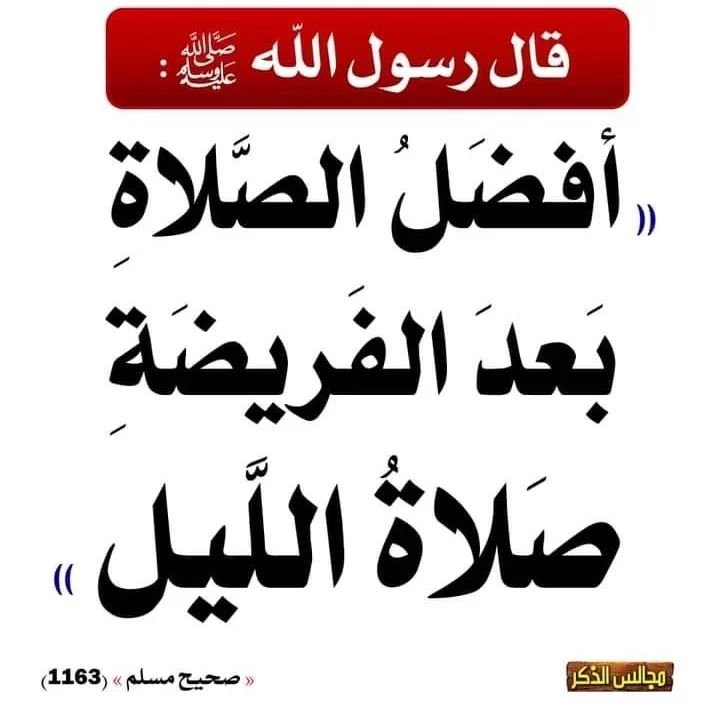 قال رسول الله ﷺ :
(( أفضَلُ الصَّلاةِ
بَعدَ الفَريضَةِ
صَلاةُ اللَّيل ))
« صحيح مسلم » (1163)
مجالس الذكر